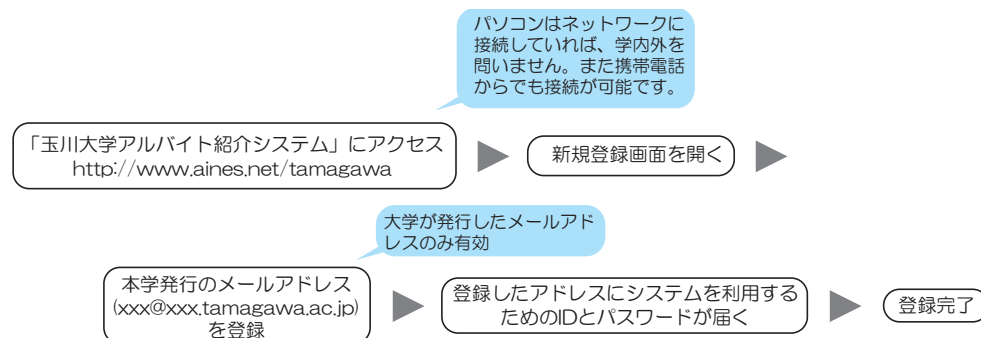 パソコンはネットワークに
接続していれば、学内外を
問いません。また携帯電話
からでも接続が可能です。
「玉川大学アルバイト紹介システム」にアクセス
http://www.aines.net/tamagawa
新規登録画面を開く
大学が発行したメールアド
レスのみ有効
本学発行のメールアドレス
(xxx@xxx.tamagawa.ac.jp)
を登録
登録したアドレスにシステムを利用する
ためのIDとパスワードが届く
登録完了